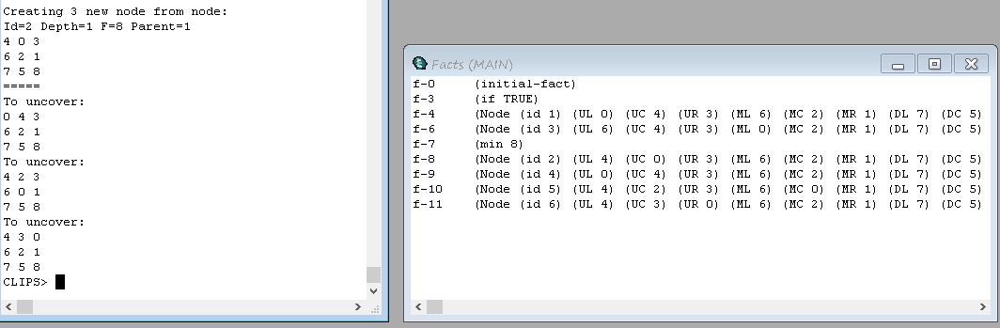 Creating 3 new node from node:
Id=2 Depth=1 F=8 Parent=1
4 0 3
6 2 1
7 5 8
=====
To uncover:
0 4 3
6 2 1
7 5 8
To uncover:
4 2 3
6 0 1
7 5 8
To uncover:
4 3 0
6 2 1
7 5 8
CLIPS>
Facts (MAIN)
f-0 (initial-fact)
f-3 (if TRUE)
f-4 (Node (id 1) (UL 0) (UC 4) (UR 3) (ML 6) (MC 2) (MR 1) (DL 7) (DC 5)
f-6 (Node (id 3) (UL 6) (UC 4) (UR 3) (ML 0) (MC 2) (MR 1) (DL 7) (DC 5)
f-7 (min 8)
f-8 (Node (id 2) (UL 4) (UC 0) (UR 3) (ML 6) (MC 2) (MR 1) (DL 7) (DC 5)
f-9 (Node (id 4) (UL 0) (UC 4) (UR 3) (ML 6) (MC 2) (MR 1) (DL 7) (DC 5)
f-10 (Node (id 5) (UL 4) (UC 2) (UR 3) (ML 6) (MC 0) (MR 1) (DL 7) (DC 5)
f-11 (Node (id 6) (UL 4) (UC 3) (UR 0) (ML 6) (MC 2) (MR 1) (DL 7) (DC 5)